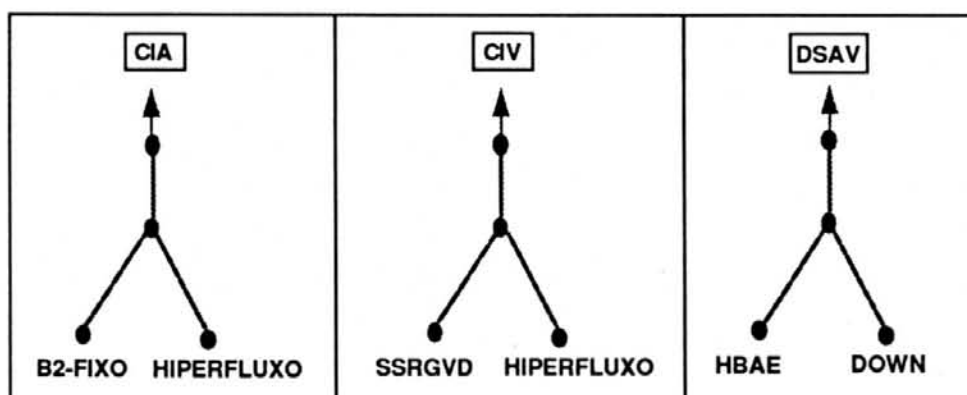 CIA
CIV
DSAV
B2-FIXO HIPERFLUXO
SSRGVD HIPERFLUXO
HBAE DOWN